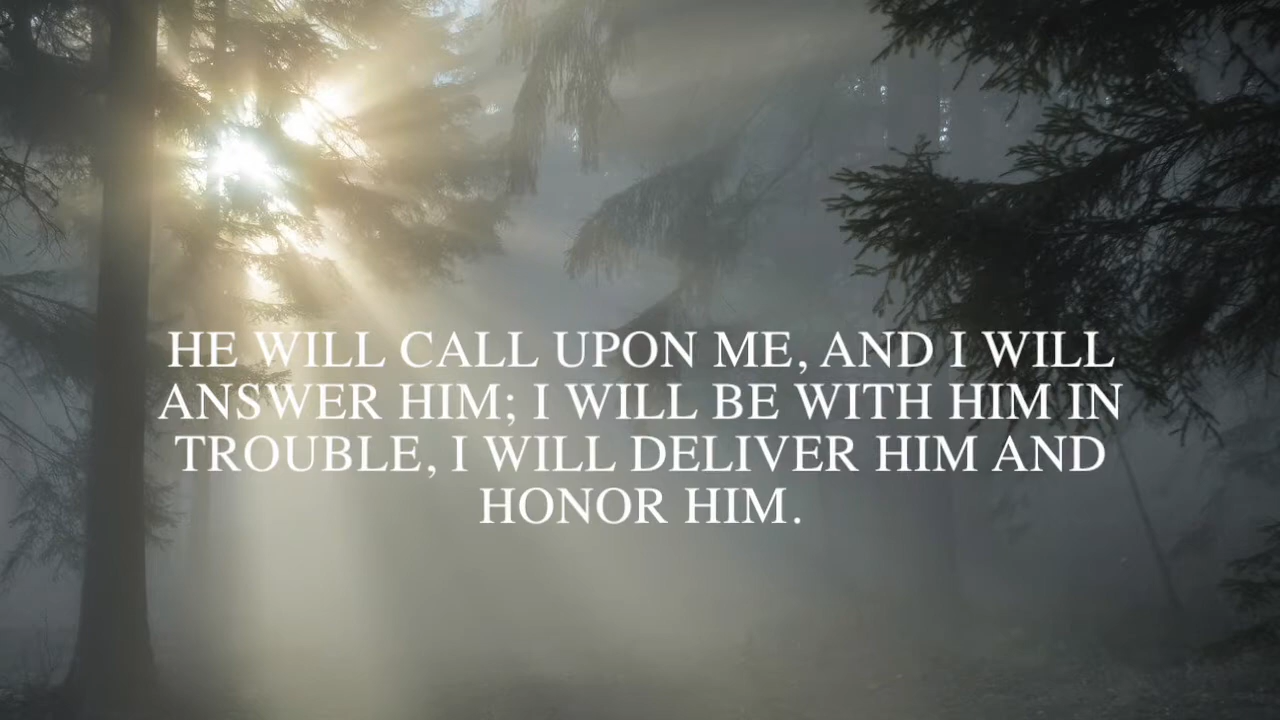 HE WILL CALL UPON ME, AND I WILL
ANSWER HIM; I WILL BE WITH HIM IN
TROUBLE, I WILL DELIVER HIM AND
HONOR HIM.